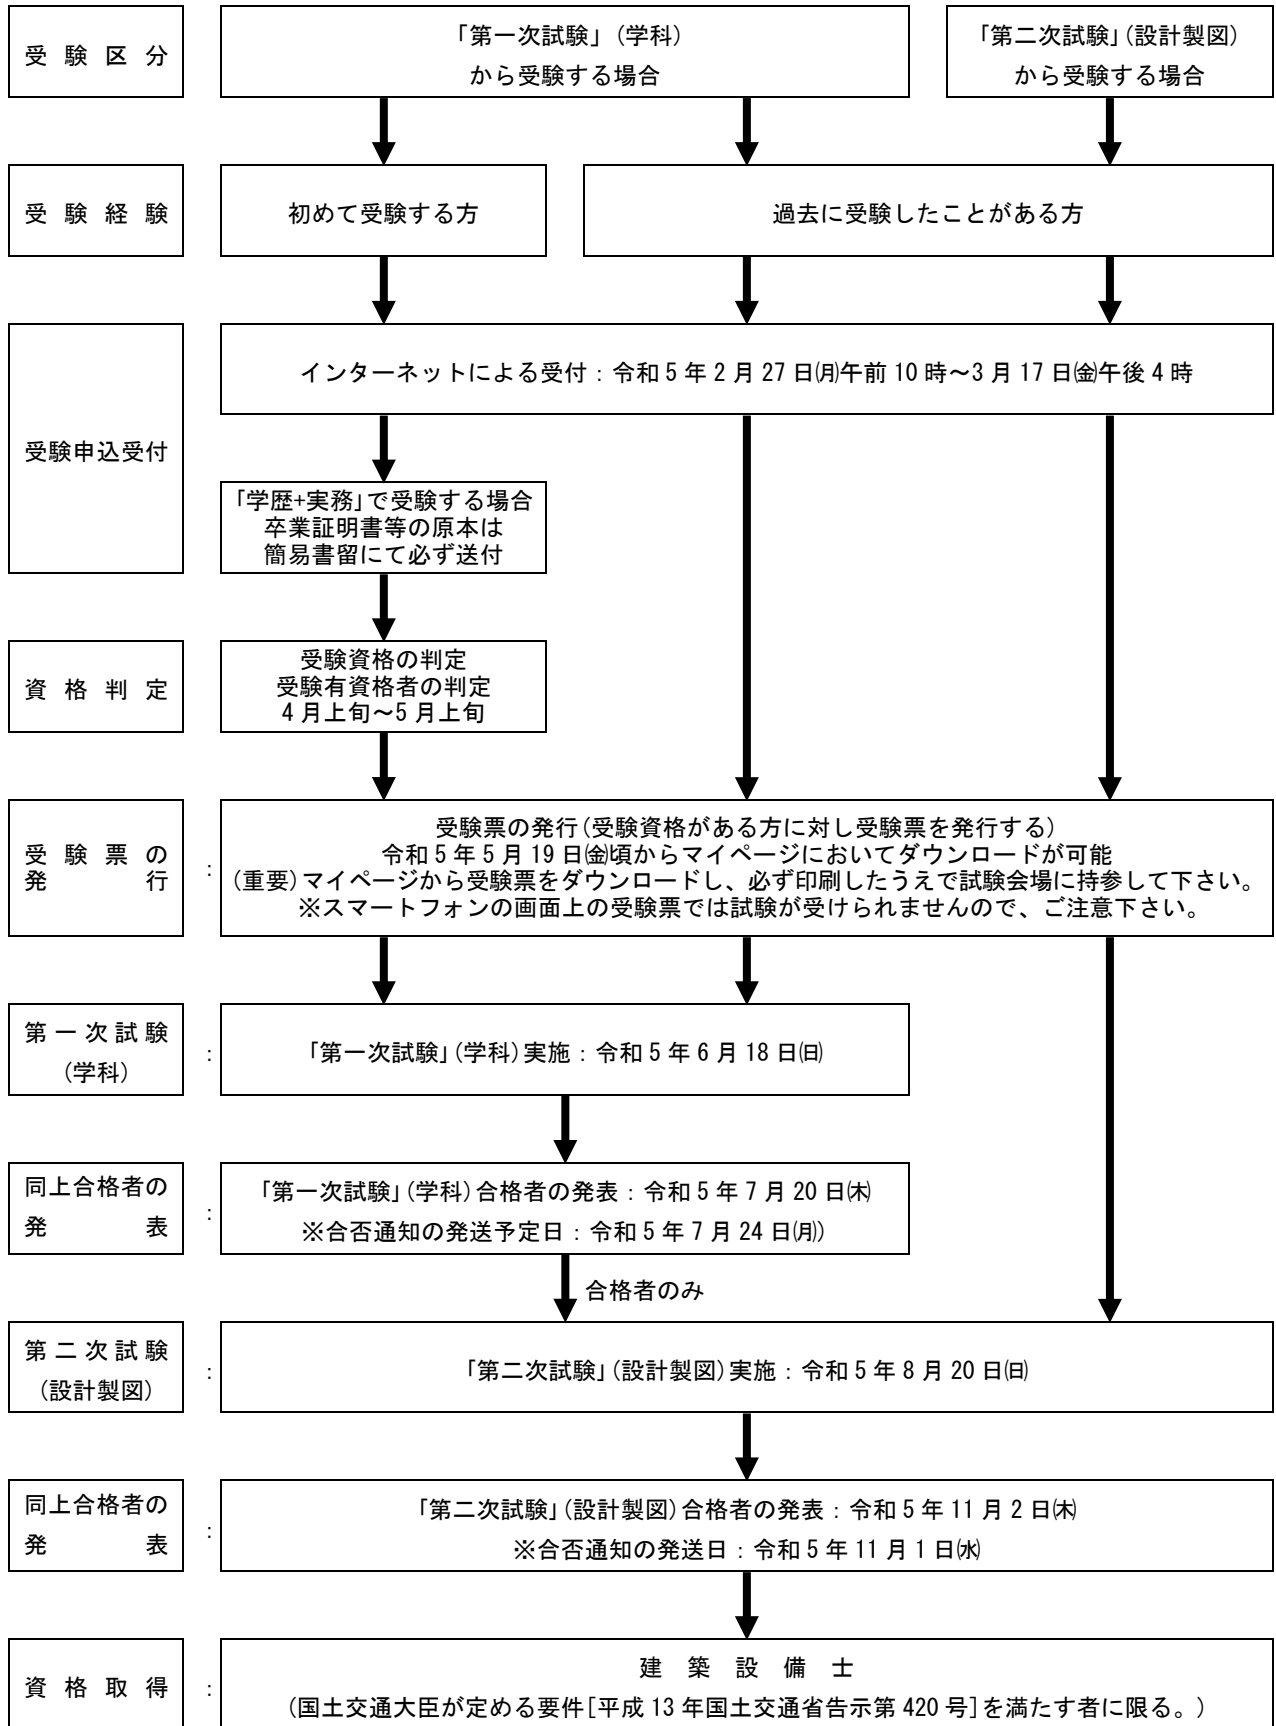 受験区分
「第一次試験」(学科)
から受験する場合
「第二次試験」(設計製図)
から受験する場合
受験経験
初めて受験する方
過去に受験したことがある方
受験申込受付
インターネットによる受付：令和5年2月27日㈪午前10時～3月17日㈮午後4時
「学歴+実務」で受験する場合
卒業証明書等の原本は
簡易書留にて必ず送付
資格判定
受験資格の判定
受験有資格者の判定
4月上旬～5月上旬
受験票の
発行
：
受験票の発行(受験資格がある方に対し受験票を発行する)
令和5年5月19日㈮頃からマイページにおいてダウンロードが可能
(重要)マイページから受験票をダウンロードし、必ず印刷したうえで試験会場に持参して下さい。
※スマートフォンの画面上の受験票では試験が受けられませんので、ご注意下さい。
第一次試験
(学科)
：
「第一次試験」(学科)実施：令和5年6月18日㈰
同上合格者の
発表
：
「第一次試験」(学科)合格者の発表：令和5年7月20日㈭
※合否通知の発送予定日：令和5年7月24日㈪)
合格者のみ
第二次試験
(設計製図)
：
「第二次試験」(設計製図)実施：令和5年8月20日㈰
同上合格者の
発表
：
「第二次試験」(設計製図)合格者の発表：令和5年11月2日㈭
※合否通知の発送日：令和5年11月1日㈬
資格取得
：
建築設備士
(国土交通大臣が定める要件[平成13年国土交通省告示第420号]を満たす者に限る。)